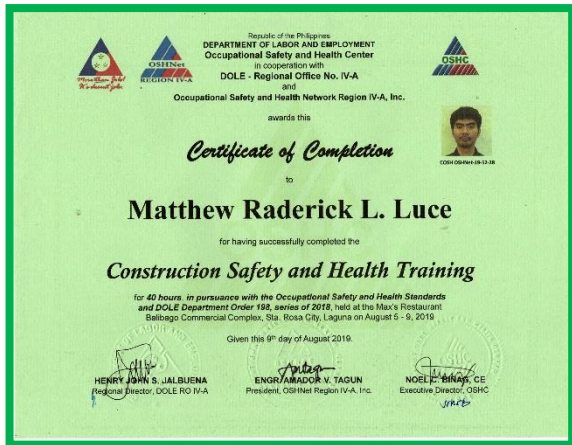 Republic of the Philippines
DEPARTMENT OF LABOR AND EMPLOYMENT
Occupational Safety and Health Center
in cooperation with
DOLE - Regional Office No. IV-A
and
Occupational Safety and Health Network Region IV-A, Inc.
OSHNet
REGION IV-A
OSHC
awards this
Certificate of Completion
COSH OSHNet-19-12-18
to
Matthew Raderick L. Luce
for having successfully completed the
Construction Safety and Health Training
for 40 hours, in pursuance with the Occupational Safety and Health Standards
and DOLE Department Order 198, series of 2018, held at the Max's Restaurant
Balibago Commercial Complex, Sta. Rosa City, Laguna on August 5 - 9, 2019
Given this 9th day of August 2019.
HENRY JOHN S. JALBUENA
Regional Director, DOLE RO IV-A
ENGR. AMADOR V. TAGUN
President, OSHNet Region IV-A, Inc.
NOEL C. BINAG, CE
Executive Director, OSHC